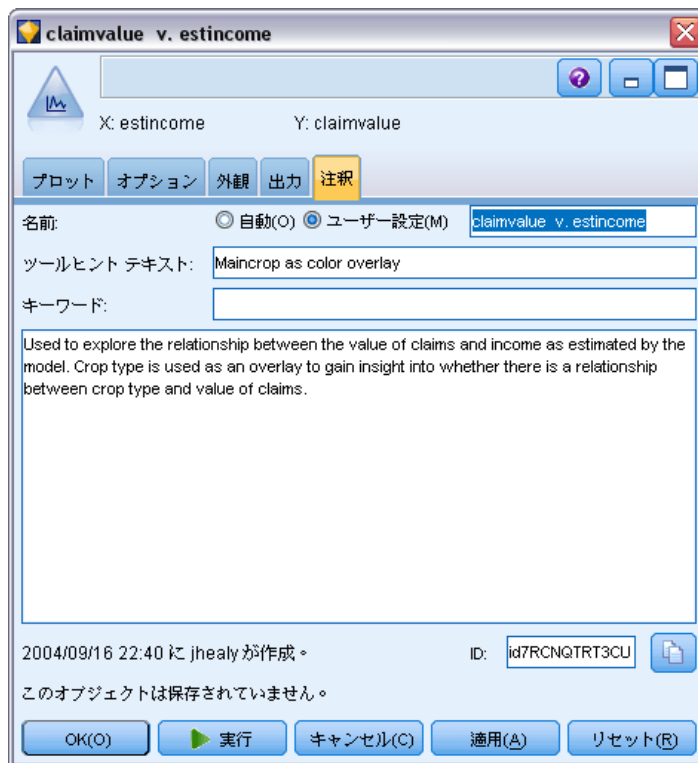 claimvalue v. estincome
X: estincome Y: claimvalue
プロット オプション 外観 出力 注釈
名前: 自動(O) ユーザー設定(M) claimvalue v. estincome
ツールヒント テキスト: Maincrop as color overlay
キーワード:
Used to explore the relationship between the value of claims and income as estimated by the
model. Crop type is used as an overlay to gain insight into whether there is a relationship
between crop type and value of claims.
2004/09/16 22:40 に jhealy が作成。 ID: id7RCNQTRT3CU
このオブジェクトは保存されていません。
OK(O) 実行 キャンセル(C) 適用(A) リセット(R)